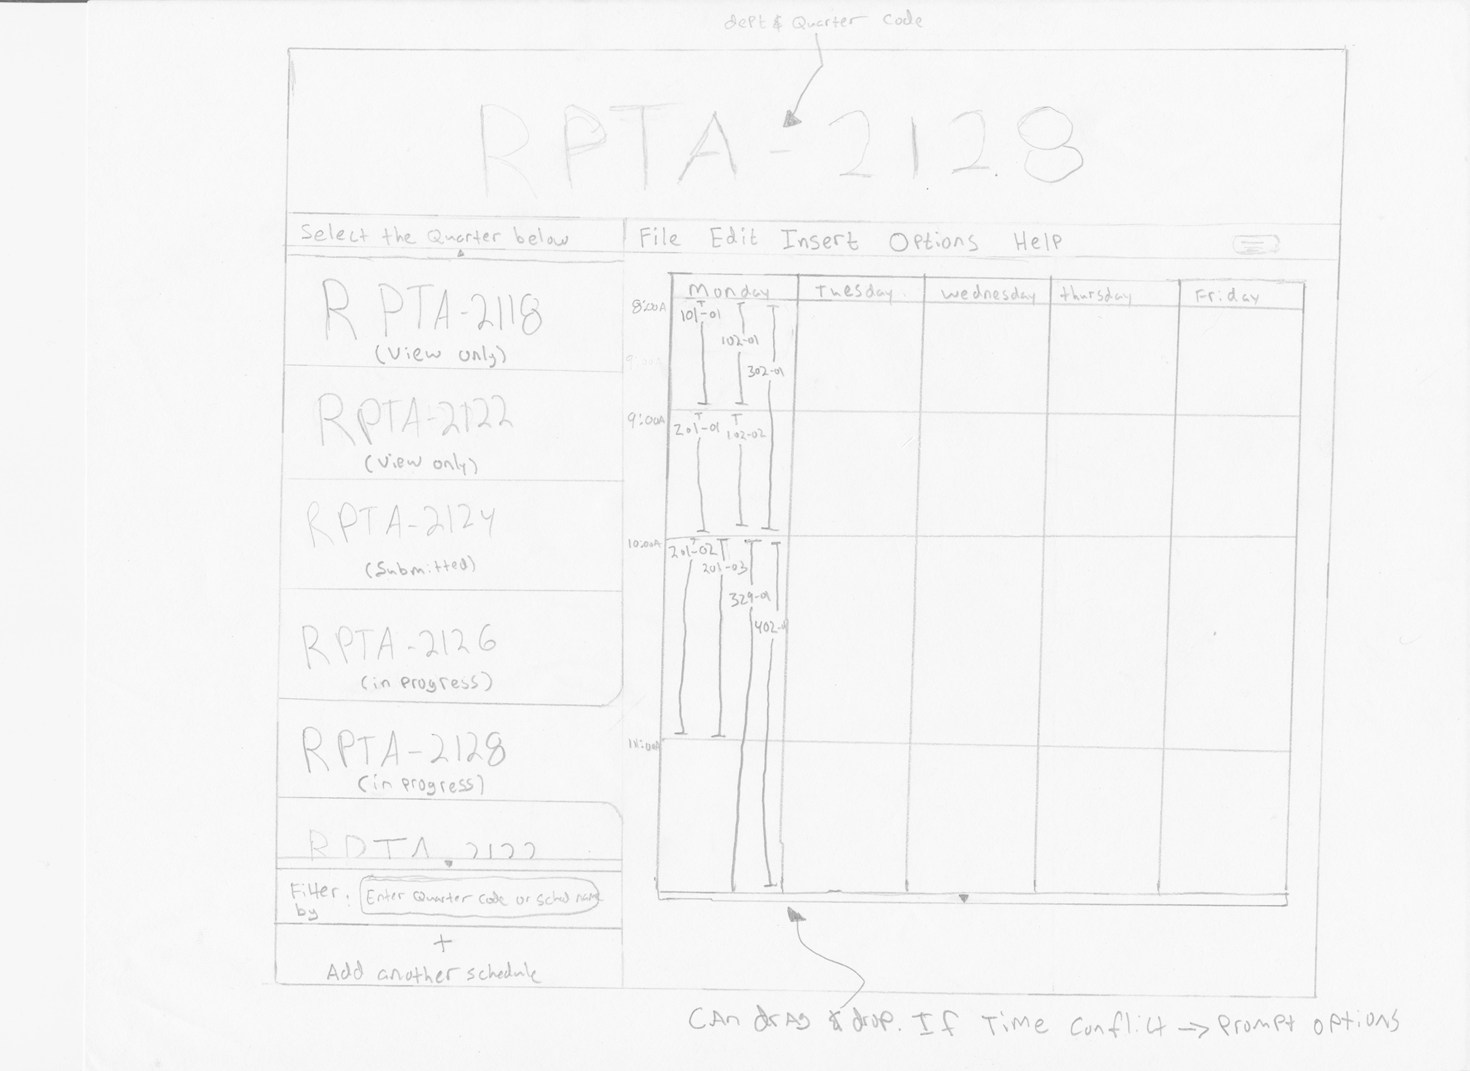 dept & Quarter Code
RPTA-2128
Select the Quarter below
File Edit Insert Options Help
RPTA-2118
(view only)
RPTA-2122
(view only)
RPTA-2124
(Submitted)
RPTA-2126
(in progress)
RPTA-2128
(in progress)
Filter by: Enter Quarter code or sched name
+
Add another schedule
Monday Tuesday Wednesday thursday Friday
8:00A
101-01
102-01
302-01
9:00A
201-01 102-02
10:00A
201-02
201-03
329-01
402-01
11:00A
CAn drAg & drop. If Time Conflict → Prompt options